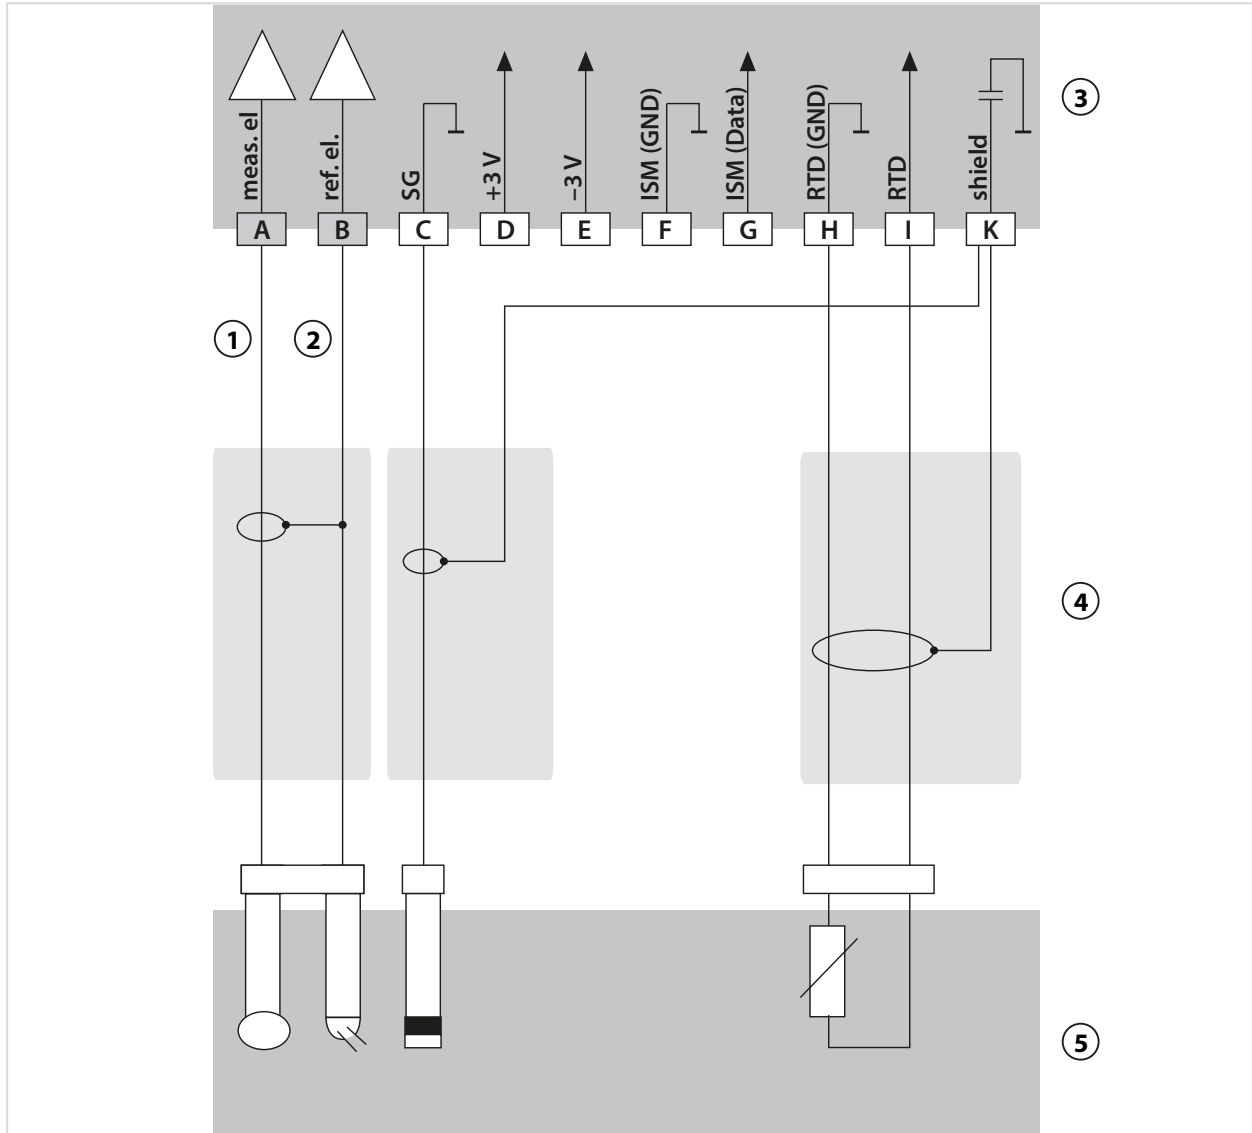 meas. el
ref. el.
SG
+3 V
–3 V
ISM (GND)
ISM (Data)
RTD (GND)
RTD
shield
3
A
B
C
D
E
F
G
H
I
K
1
2
4
5